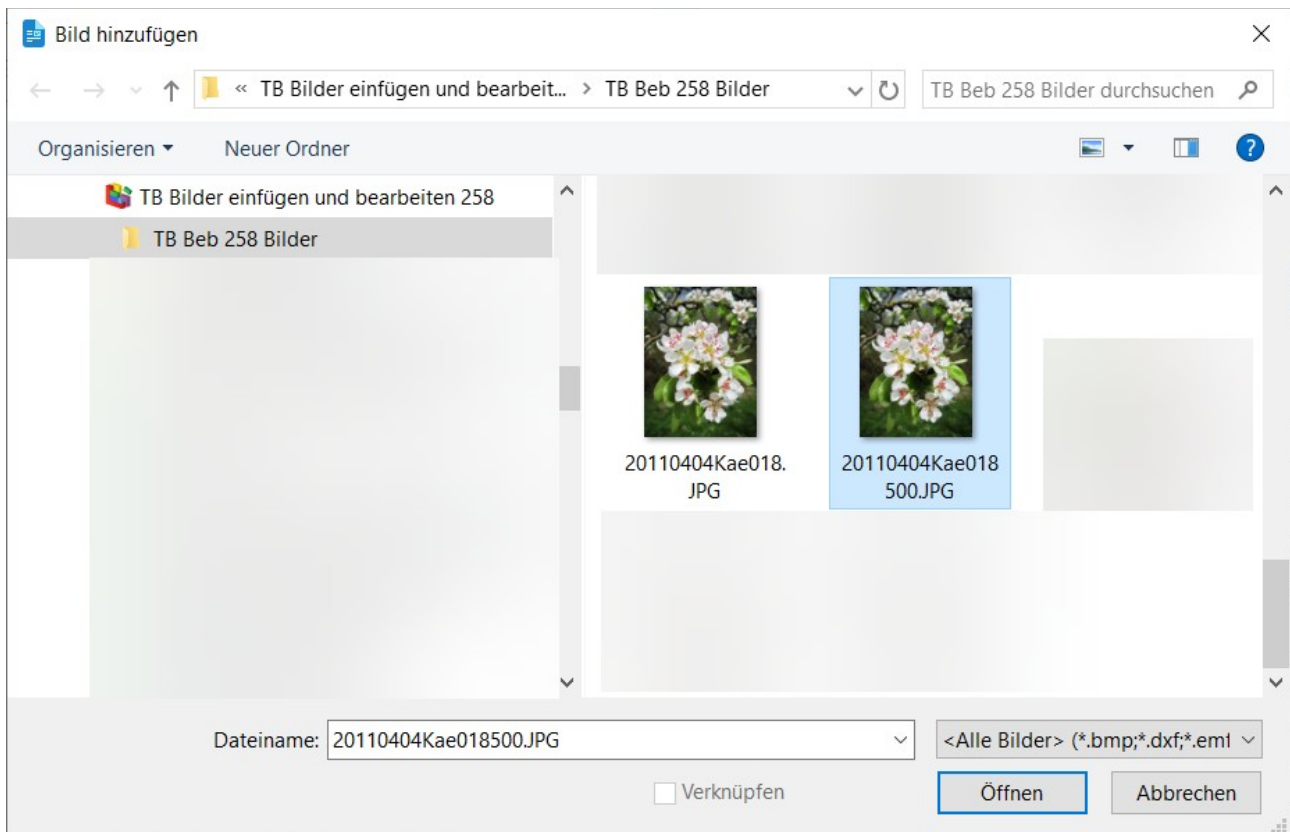 Bild hinzufügen
« TB Bilder einfügen und bearbeit... > TB Beb 258 Bilder
TB Beb 258 Bilder durchsuchen
Organisieren
Neuer Ordner
TB Bilder einfügen und bearbeiten 258
TB Beb 258 Bilder
20110404Kae018.
JPG
20110404Kae018
500.JPG
Dateiname: 20110404Kae018500.JPG
<Alle Bilder> (*.bmp;*.dxf;*.emf
Verknüpfen
Öffnen
Abbrechen